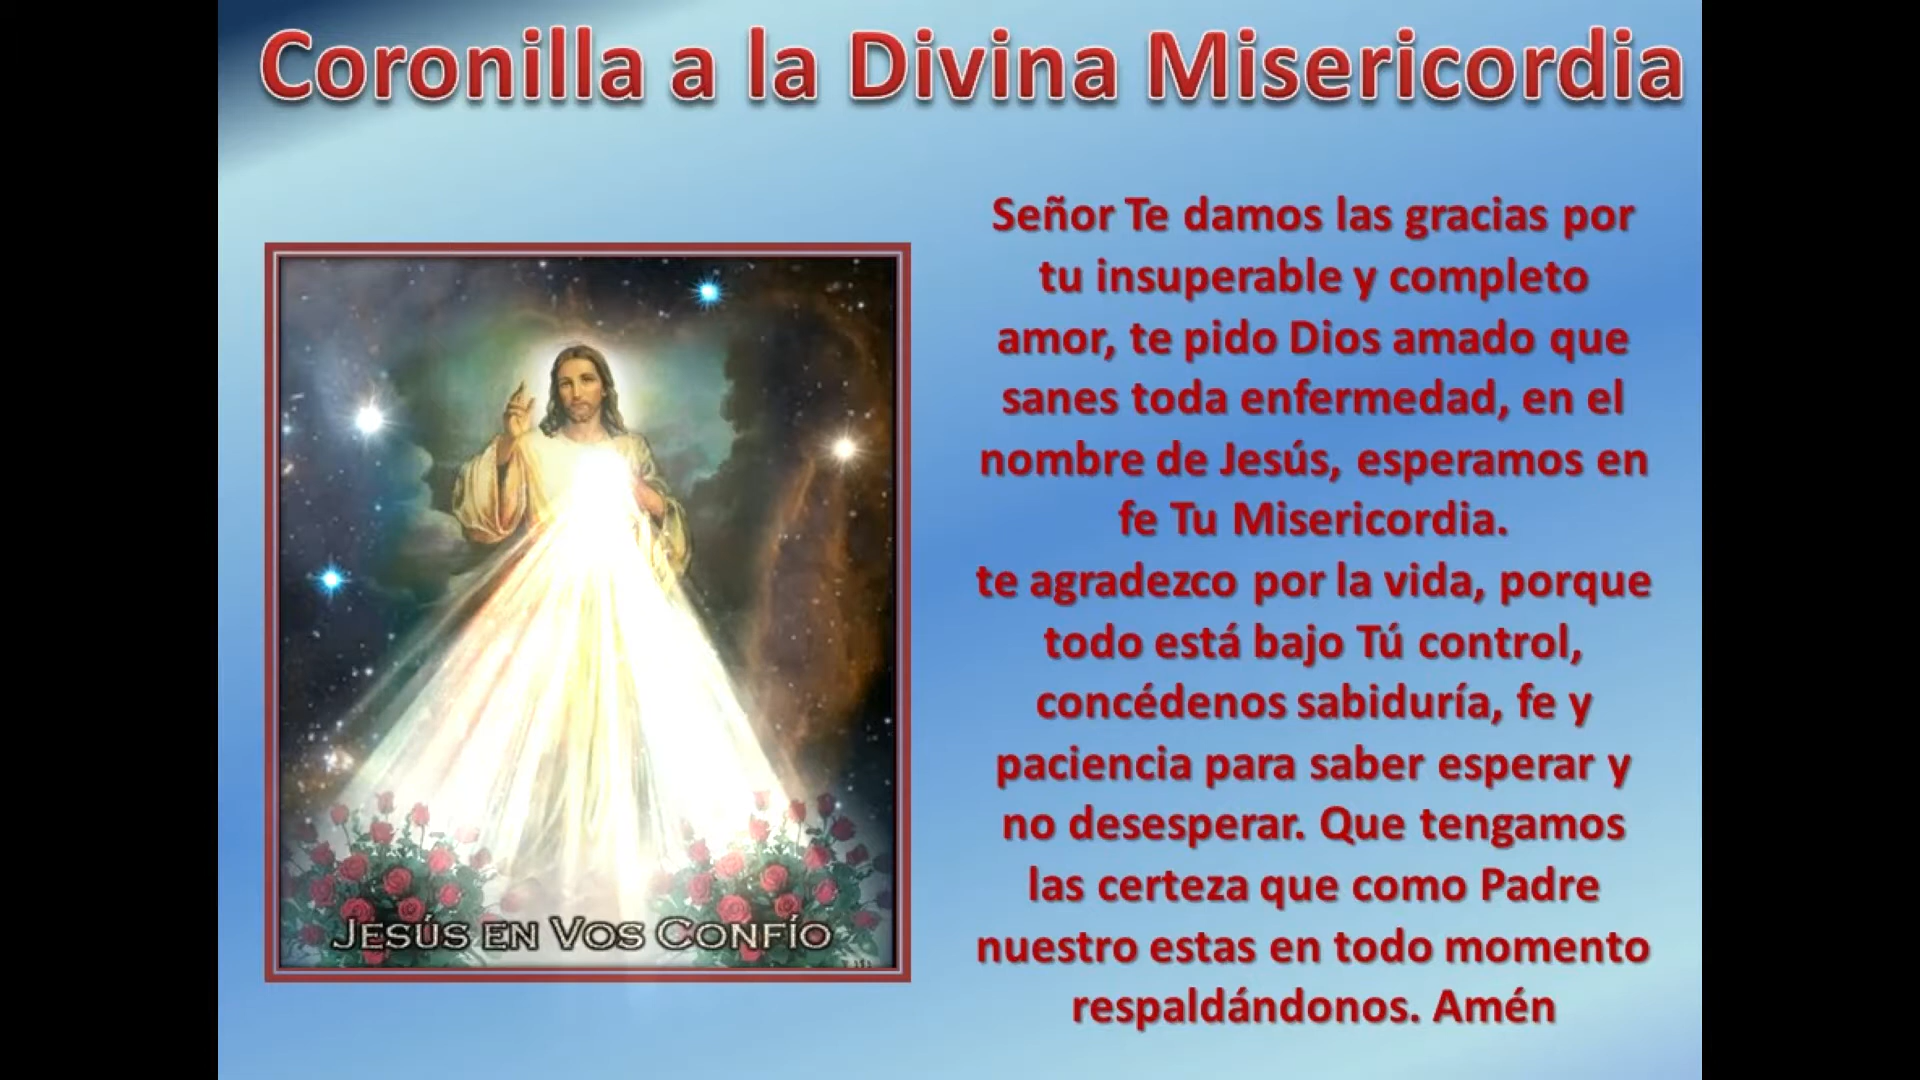 Coronilla a la Divina Misericordia
Señor Te damos las gracias por
tu insuperable y completo
amor, te pido Dios amado que
sanes toda enfermedad, en el
nombre de Jesús, esperamos en
fe Tu Misericordia.
te agradezco por la vida, porque
todo está bajo Tú control,
concédenos sabiduría, fe y
paciencia para saber esperar y
no desesperar. Que tengamos
las certeza que como Padre
nuestro estas en todo momento
respaldándonos. Amén
Jesús en Vos Confío